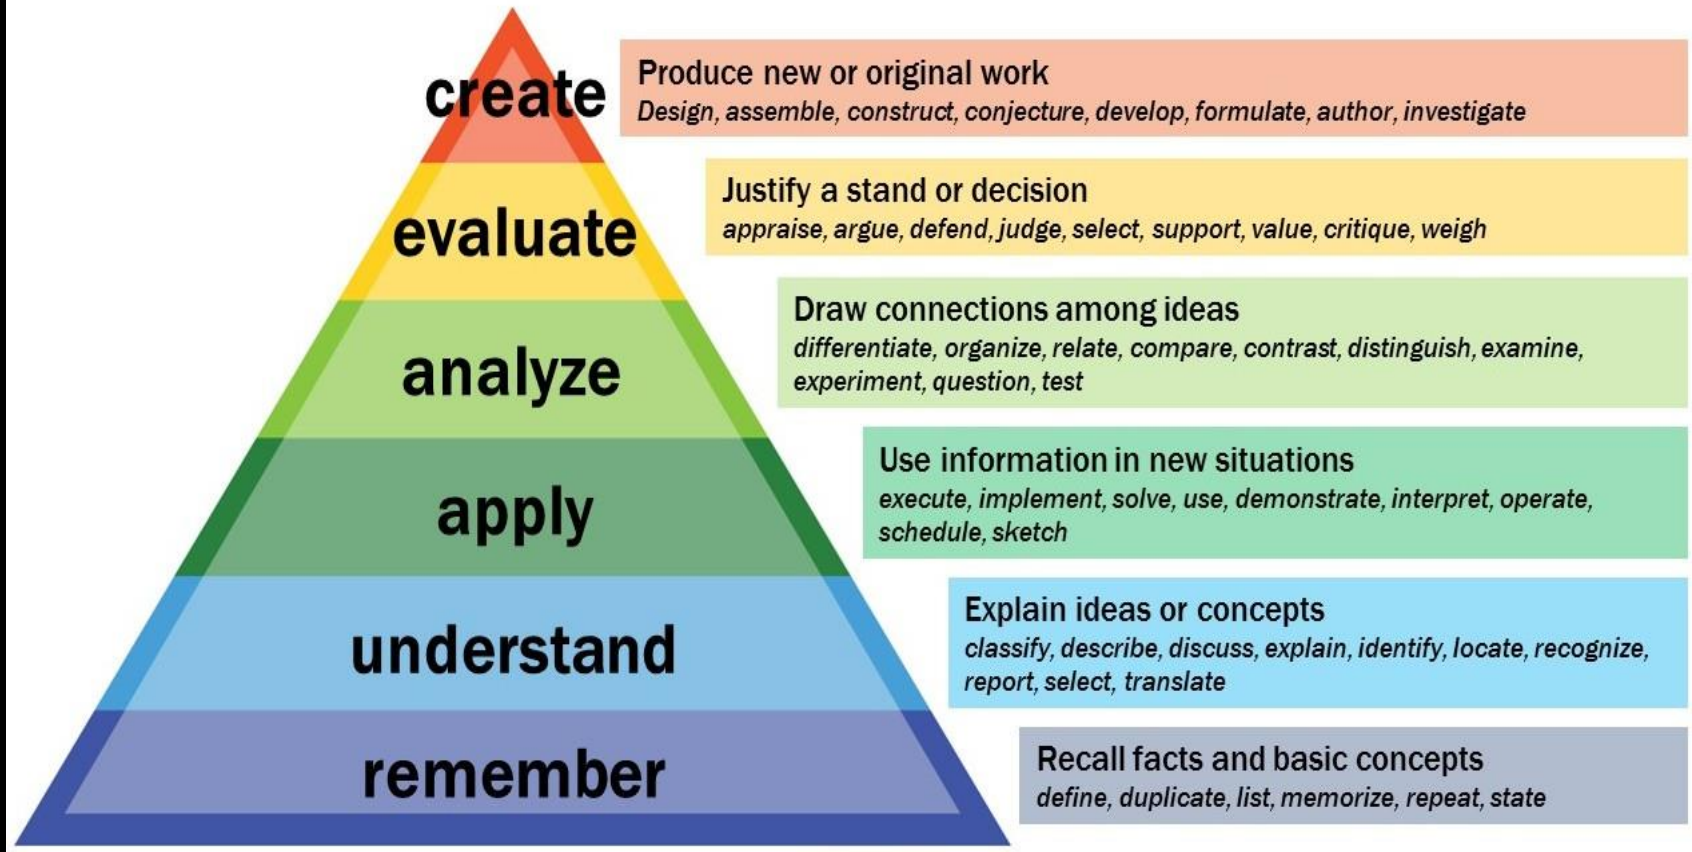 create
Produce new or original work
Design, assemble, construct, conjecture, develop, formulate, author, investigate
evaluate
Justify a stand or decision
appraise, argue, defend, judge, select, support, value, critique, weigh
analyze
Draw connections among ideas
differentiate, organize, relate, compare, contrast, distinguish, examine,
experiment, question, test
apply
Use information in new situations
execute, implement, solve, use, demonstrate, interpret, operate,
schedule, sketch
understand
Explain ideas or concepts
classify, describe, discuss, explain, identify, locate, recognize,
report, select, translate
remember
Recall facts and basic concepts
define, duplicate, list, memorize, repeat, state